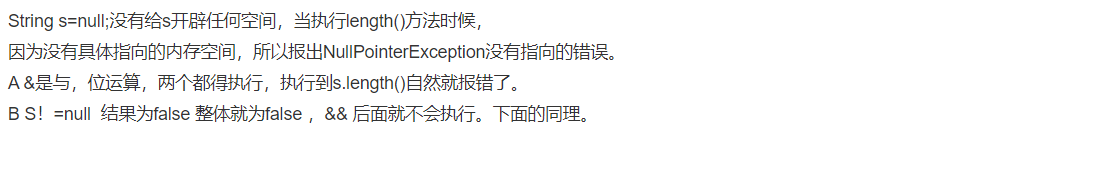 String s=null;没有给s开辟任何空间，当执行length()方法时候，
因为没有具体指向的内存空间，所以报出NullPointerException没有指向的错误。
A &是与，位运算，两个都得执行，执行到s.length()自然就报错了。
B S！=null  结果为false 整体就为false ，&& 后面就不会执行。下面的同理。